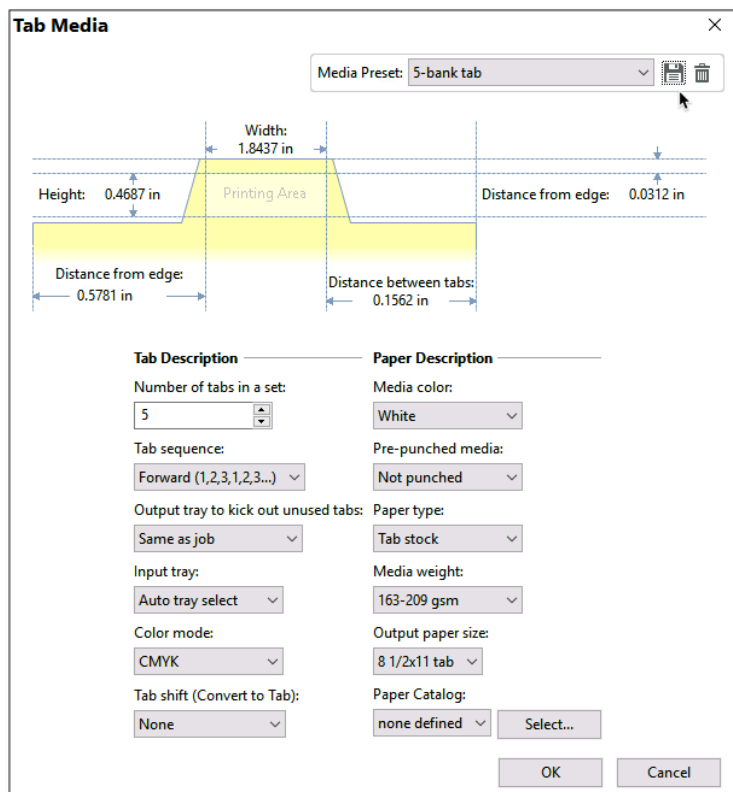 Tab Media
Media Preset: 5-bank tab
Width:
1.8437 in
Height: 0.4687 in
Printing Area
Distance from edge: 0.0312 in
Distance from edge:
0.5781 in
Distance between tabs:
0.1562 in
Tab Description
Number of tabs in a set:
5
Tab sequence:
Forward (1,2,3,1,2,3...)
Output tray to kick out unused tabs:
Same as job
Input tray:
Auto tray select
Color mode:
CMYK
Tab shift (Convert to Tab):
None
Paper Description
Media color:
White
Pre-punched media:
Not punched
Paper type:
Tab stock
Media weight:
163-209 gsm
Output paper size:
8 1/2x11 tab
Paper Catalog:
none defined
Select...
OK
Cancel